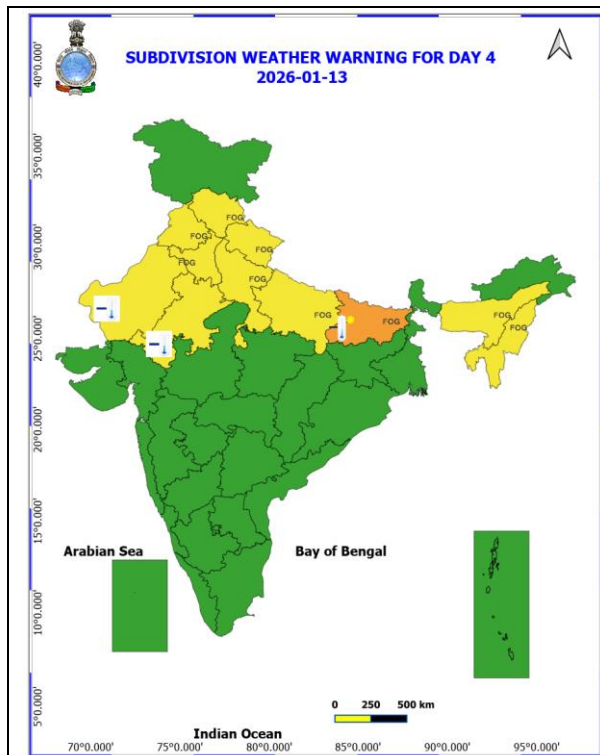 SUBDIVISION WEATHER WARNING FOR DAY 4
2026-01-13
40°0.000'
35°0.000'
30°0.000'
25°0.000'
20°0.000'
15°0.000'
10°0.000'
5°0.000'
FOG
FOG
FOG
FOG
FOG
FOG
FOG
FOG
FOG
Arabian Sea
Bay of Bengal
0 250 500 km
Indian Ocean
70°0.000' 75°0.000' 80°0.000' 85°0.000' 90°0.000' 95°0.000'